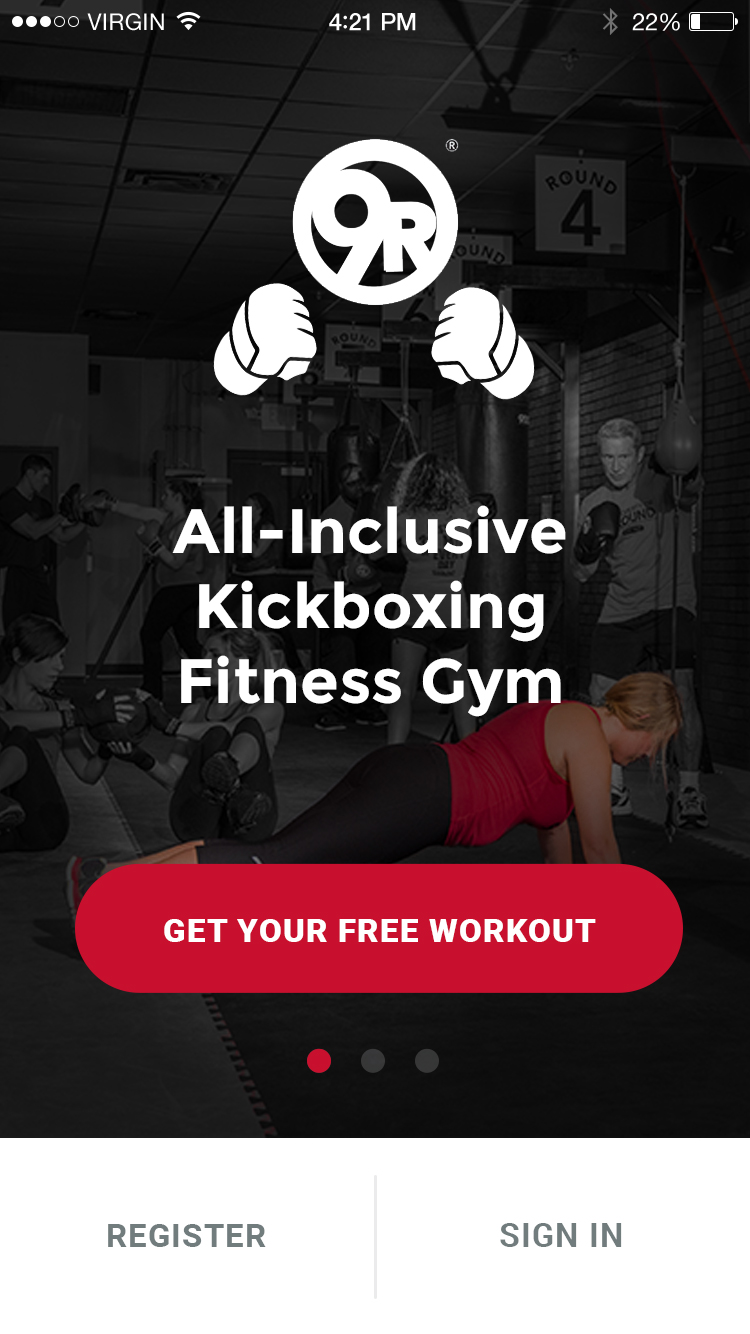 VIRGIN 4:21 PM 22%
®
9R
ROUND
4
ROUND
ROUND
All-Inclusive
Kickboxing
Fitness Gym
GET YOUR FREE WORKOUT
REGISTER SIGN IN